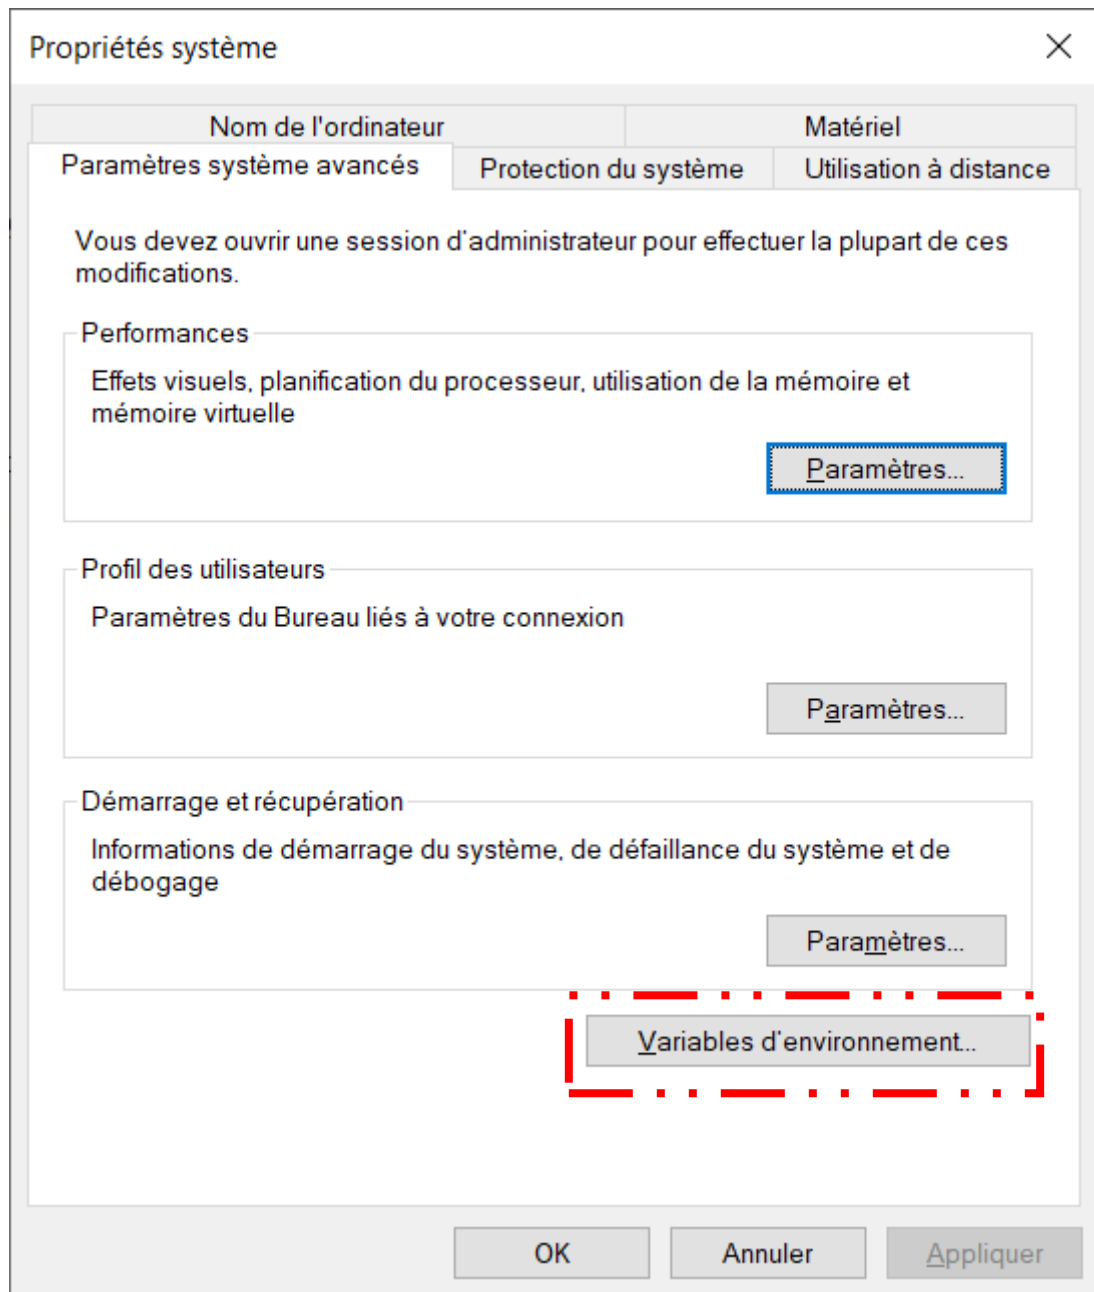 Propriétés système
Nom de l'ordinateur
Matériel
Paramètres système avancés
Protection du système
Utilisation à distance
Vous devez ouvrir une session d'administrateur pour effectuer la plupart de ces
modifications.
Performances
Effets visuels, planification du processeur, utilisation de la mémoire et
mémoire virtuelle
Paramètres...
Profil des utilisateurs
Paramètres du Bureau liés à votre connexion
Paramètres...
Démarrage et récupération
Informations de démarrage du système, de défaillance du système et de
débogage
Paramètres...
Variables d'environnement...
OK
Annuler
Appliquer